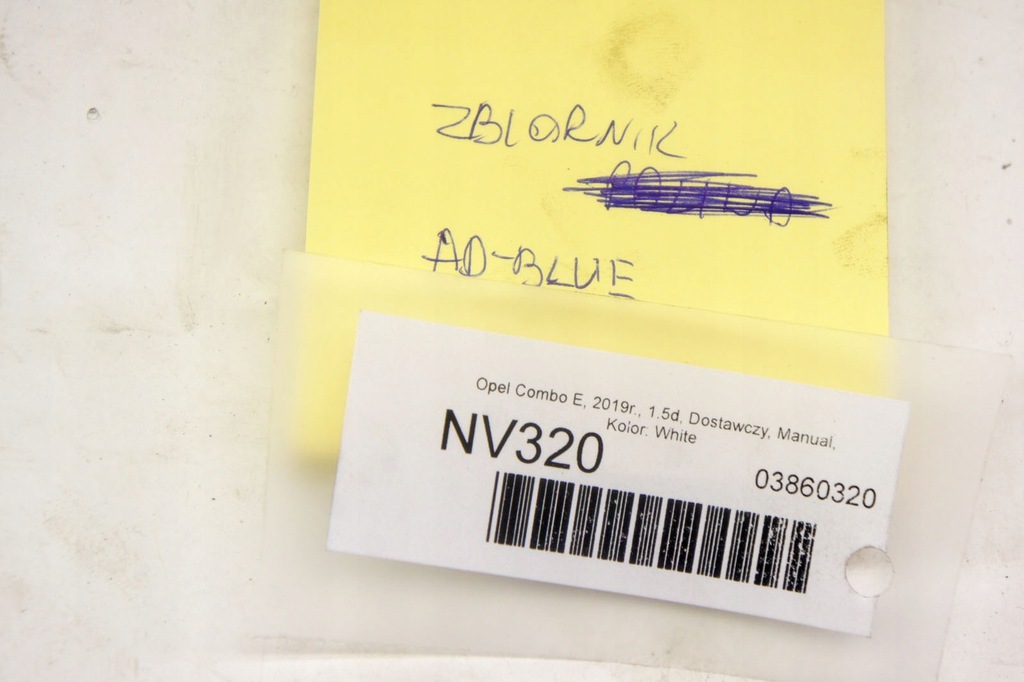 ZBIORNIK
AD-BLUE
Opel Combo E, 2019r., 1.5d, Dostawczy, Manual,
Kolor: White
NV320
03860320